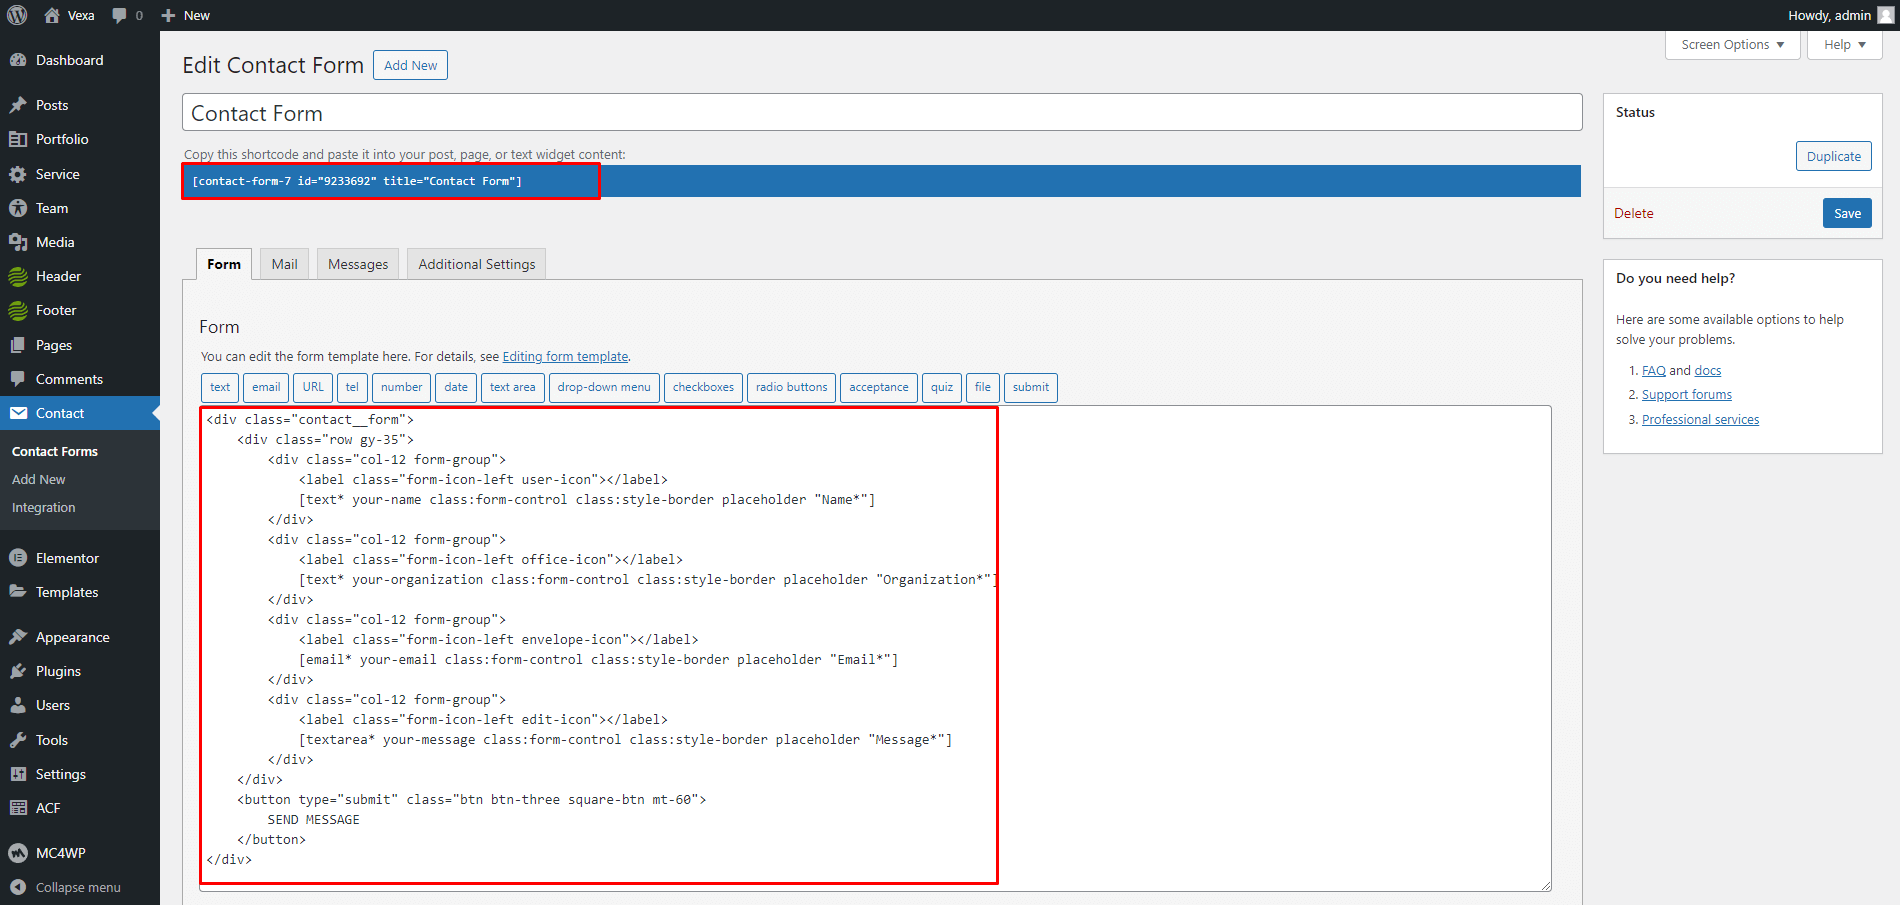 Vexa
0
New
Howdy, admin
Dashboard
Posts
Portfolio
Service
Team
Media
Header
Footer
Pages
Comments
Contact
Contact Forms
Add New
Integration
Elementor
Templates
Appearance
Plugins
Users
Tools
Settings
ACF
MC4WP
Collapse menu
Screen Options ▼
Help ▼
Edit Contact Form
Add New
Contact Form
Copy this shortcode and paste it into your post, page, or text widget content:
[contact-form-7 id="9233692" title="Contact Form"]
Form
Mail
Messages
Additional Settings
Form
You can edit the form template here. For details, see Editing form template.
text
email
URL
tel
number
date
text area
drop-down menu
checkboxes
radio buttons
acceptance
quiz
file
submit
<div class="contact__form">
    <div class="row gy-35">
        <div class="col-12 form-group">
            <label class="form-icon-left user-icon"></label>
            [text* your-name class:form-control class:style-border placeholder "Name*"]
        </div>
        <div class="col-12 form-group">
            <label class="form-icon-left office-icon"></label>
            [text* your-organization class:form-control class:style-border placeholder "Organization*"]
        </div>
        <div class="col-12 form-group">
            <label class="form-icon-left envelope-icon"></label>
            [email* your-email class:form-control class:style-border placeholder "Email*"]
        </div>
        <div class="col-12 form-group">
            <label class="form-icon-left edit-icon"></label>
            [textarea* your-message class:form-control class:style-border placeholder "Message*"]
        </div>
    </div>
    <button type="submit" class="btn btn-three square-btn mt-60">
        SEND MESSAGE
    </button>
</div>
Status
Duplicate
Delete
Save
Do you need help?
Here are some available options to help
solve your problems.
1. FAQ and docs
2. Support forums
3. Professional services